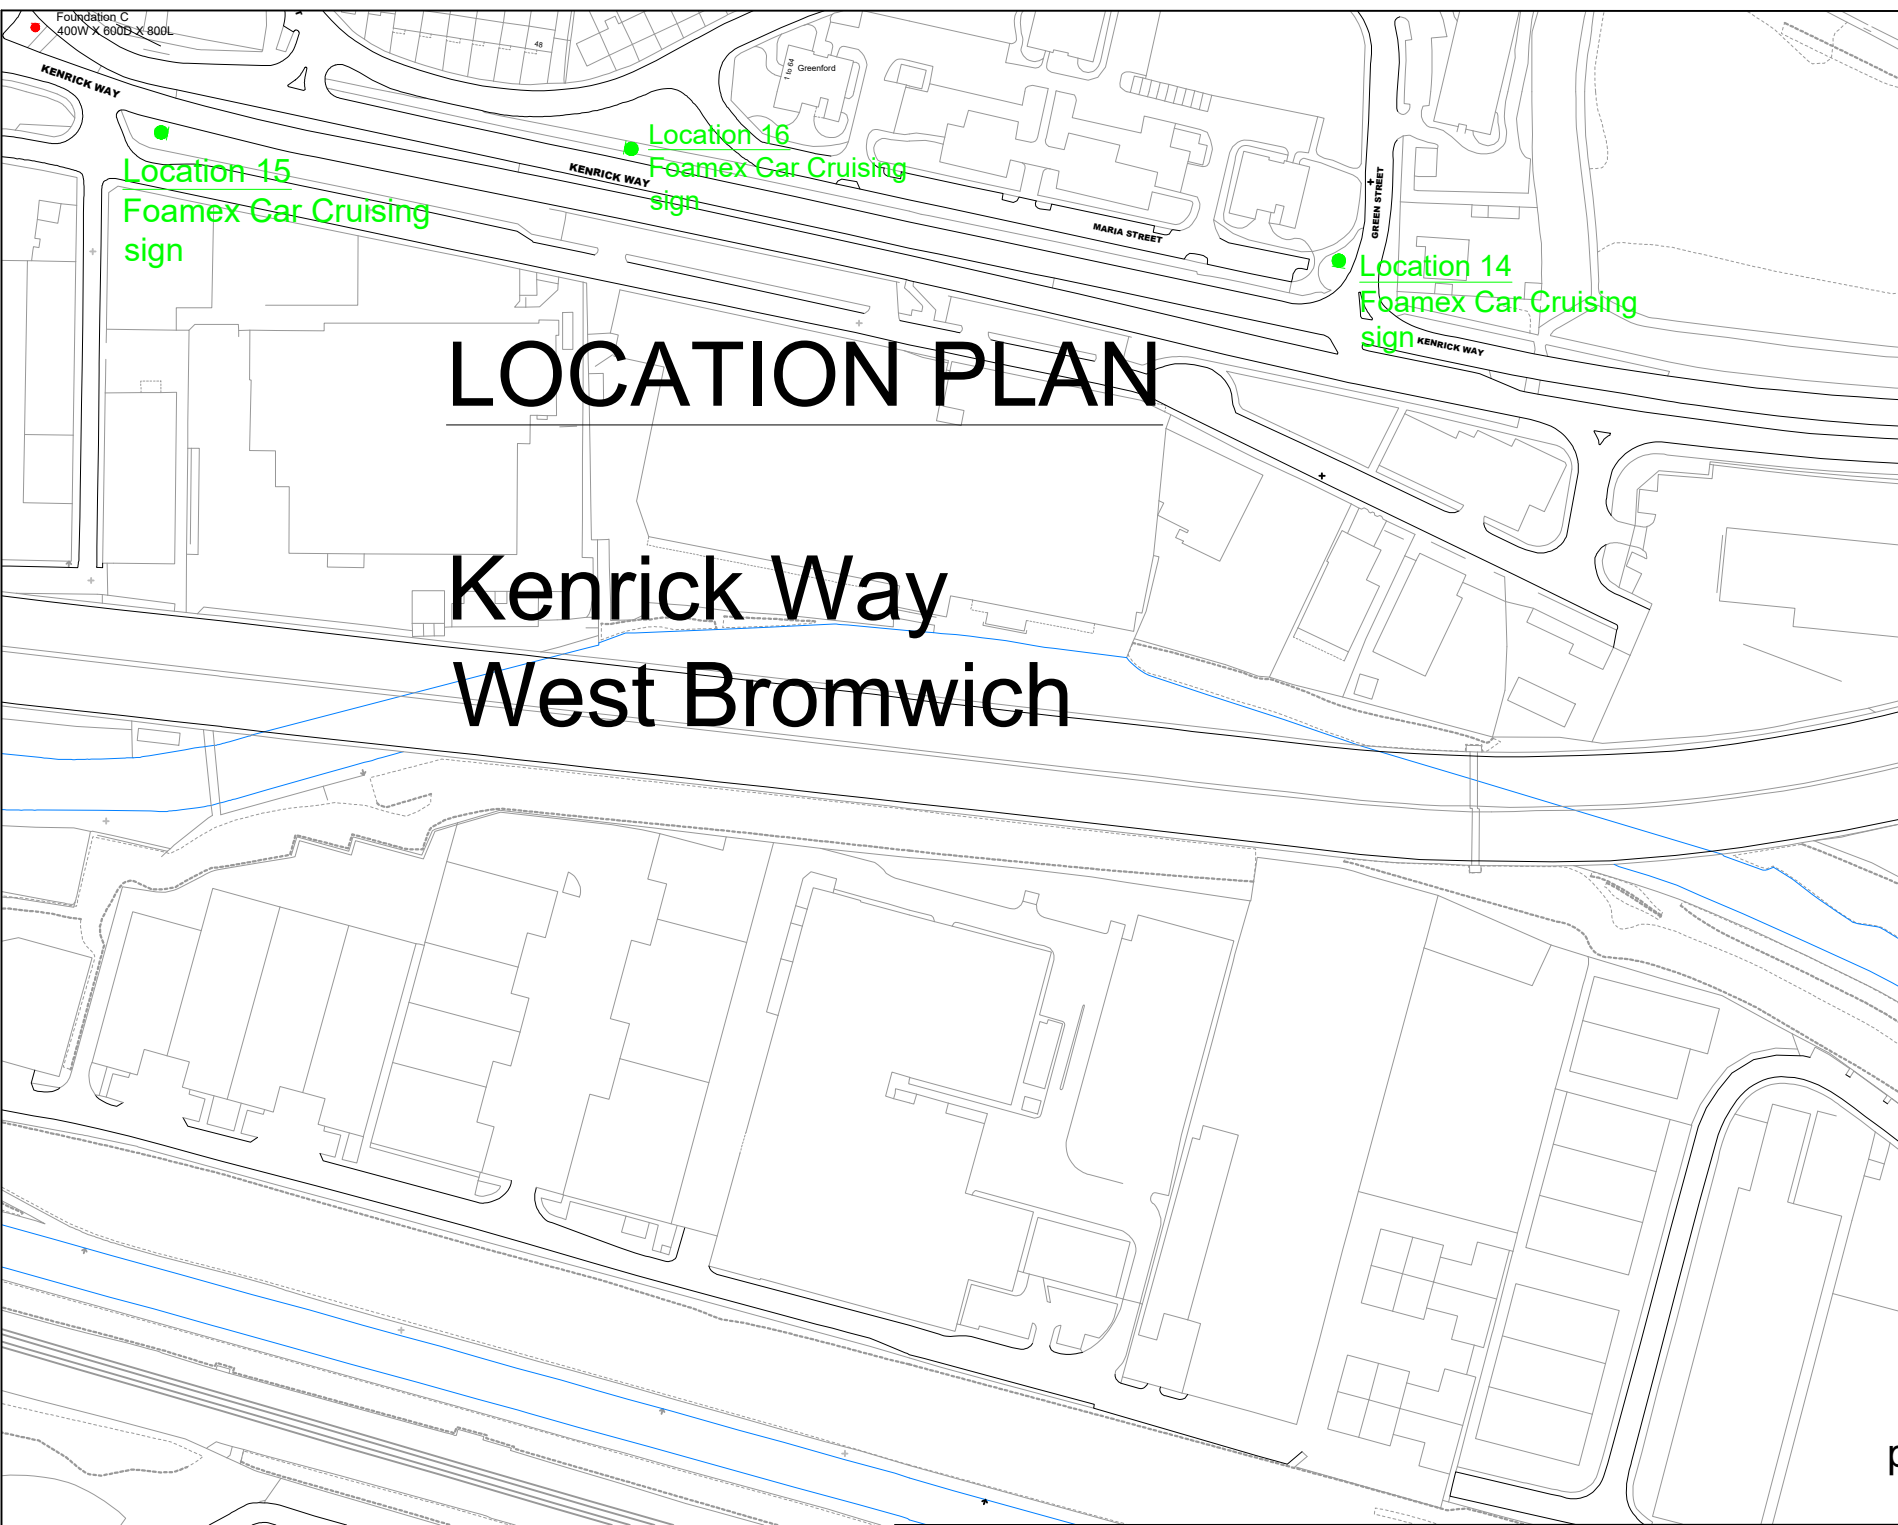 Foundation C
400W X 600D X 800L
KENRICK WAY
48
1 to 64
Greenford
Location 16
Foamex Car Cruising
sign
Location 15
Foamex Car Cruising
sign
KENRICK WAY
MARIA STREET
GREEN STREET
Location 14
Foamex Car Cruising
sign
KENRICK WAY
LOCATION PLAN
Kenrick Way
West Bromwich